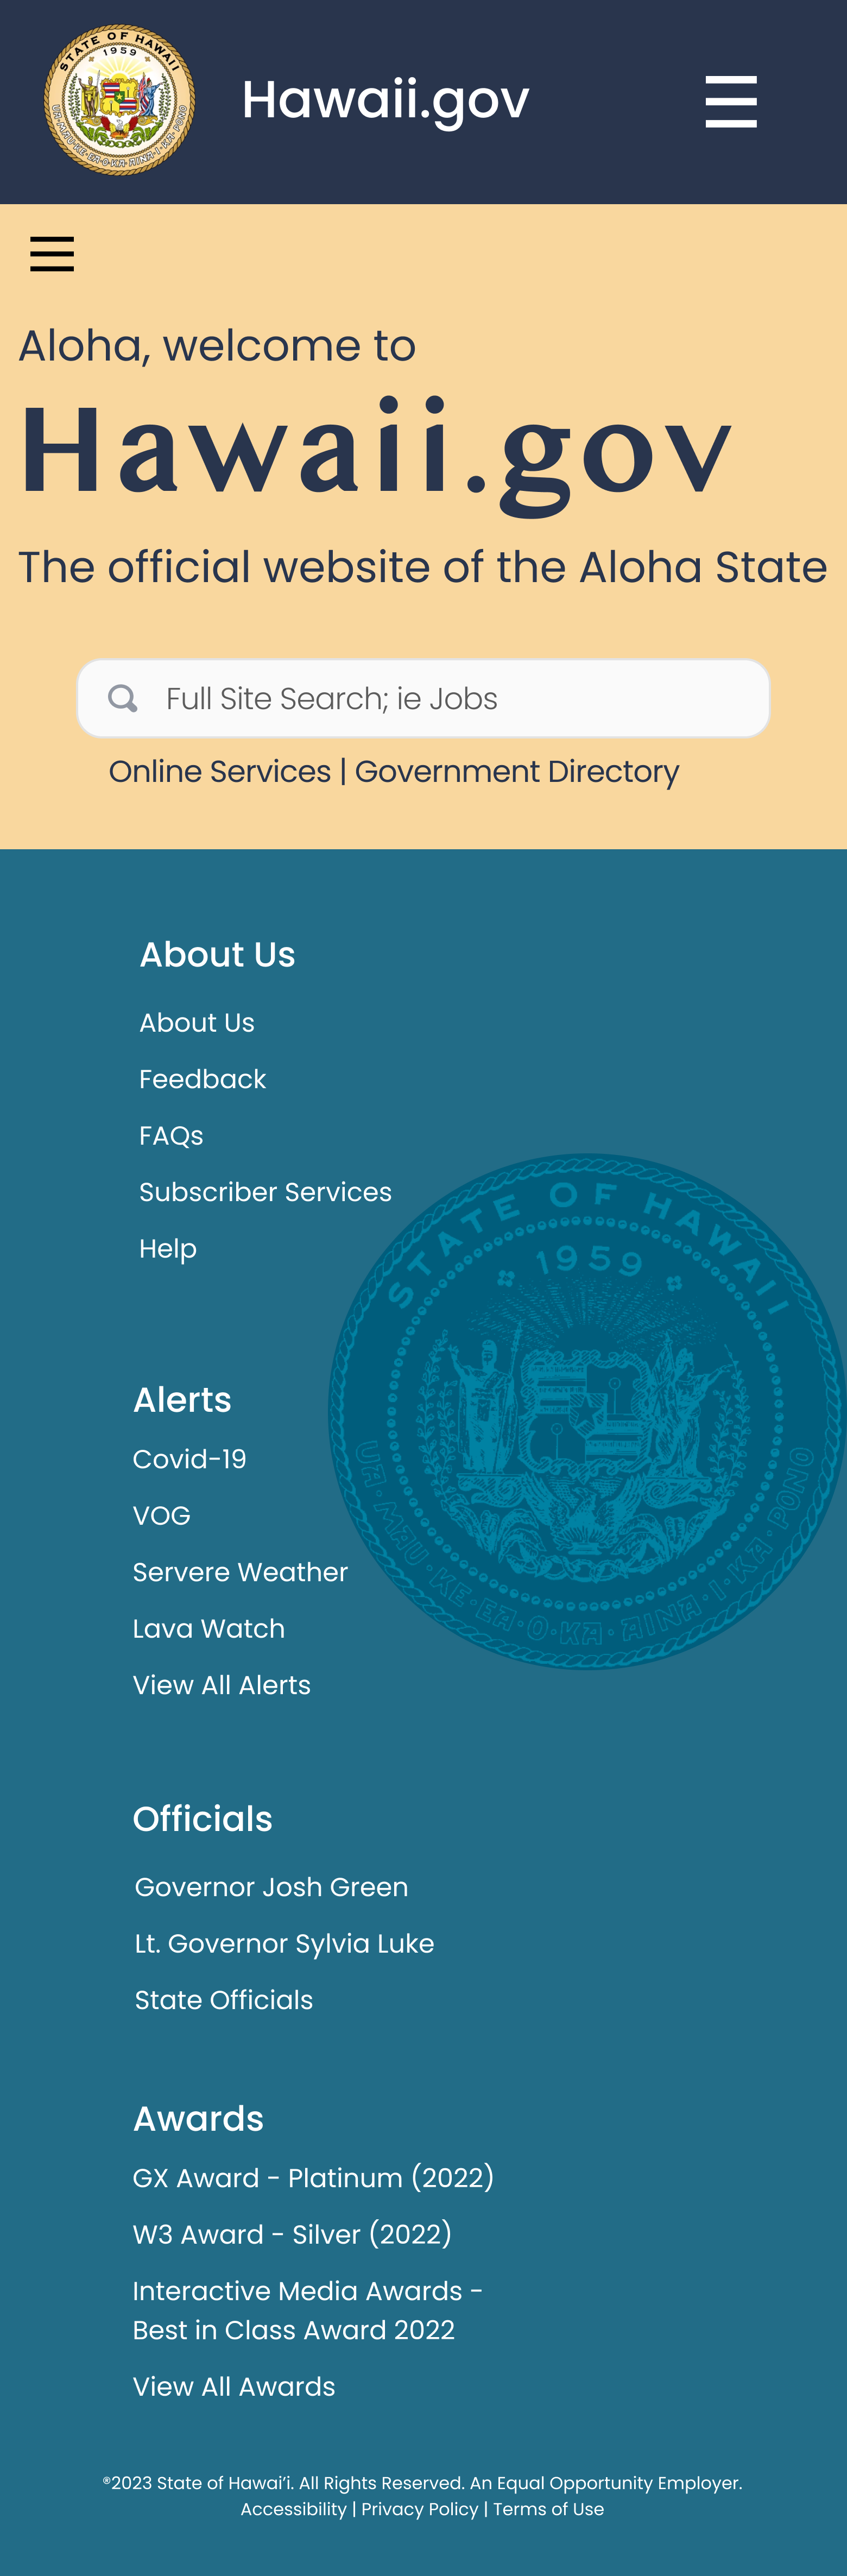 STATE OF HAWAII
1959
UA·MAU·KE·EA·O·KA·AINA·I·KA·PONO
Hawaii.gov
Aloha, welcome to
Hawaii.gov
The official website of the Aloha State
Full Site Search; ie Jobs
Online Services | Government Directory
About Us
About Us
Feedback
FAQs
Subscriber Services
Help
STATE OF HAWAII
1959
UA·MAU·KE·EA·O·KA·AINA·I·KA·PONO
Alerts
Covid-19
VOG
Servere Weather
Lava Watch
View All Alerts
Officials
Governor Josh Green
Lt. Governor Sylvia Luke
State Officials
Awards
GX Award - Platinum (2022)
W3 Award - Silver (2022)
Interactive Media Awards -
Best in Class Award 2022
View All Awards
®2023 State of Hawai’i. All Rights Reserved. An Equal Opportunity Employer.
Accessibility | Privacy Policy | Terms of Use